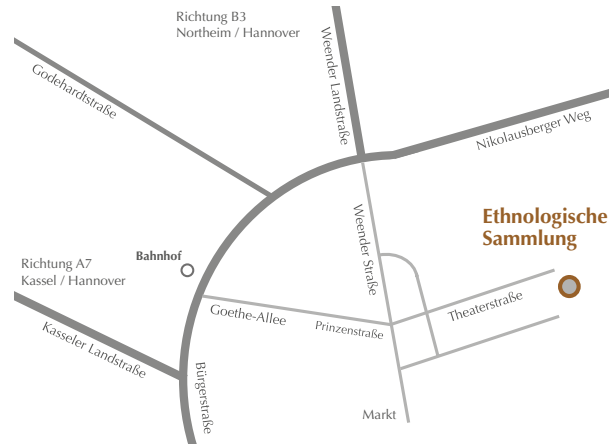 Richtung B3
Northeim / Hannover
Weender Landstraße
Godehardtstraße
Nikolausberger Weg
Ethnologische
Sammlung
Weender Straße
Bahnhof
Richtung A7
Kassel / Hannover
Theaterstraße
Goethe-Allee
Prinzenstraße
Kasseler Landstraße
Bürgerstraße
Markt